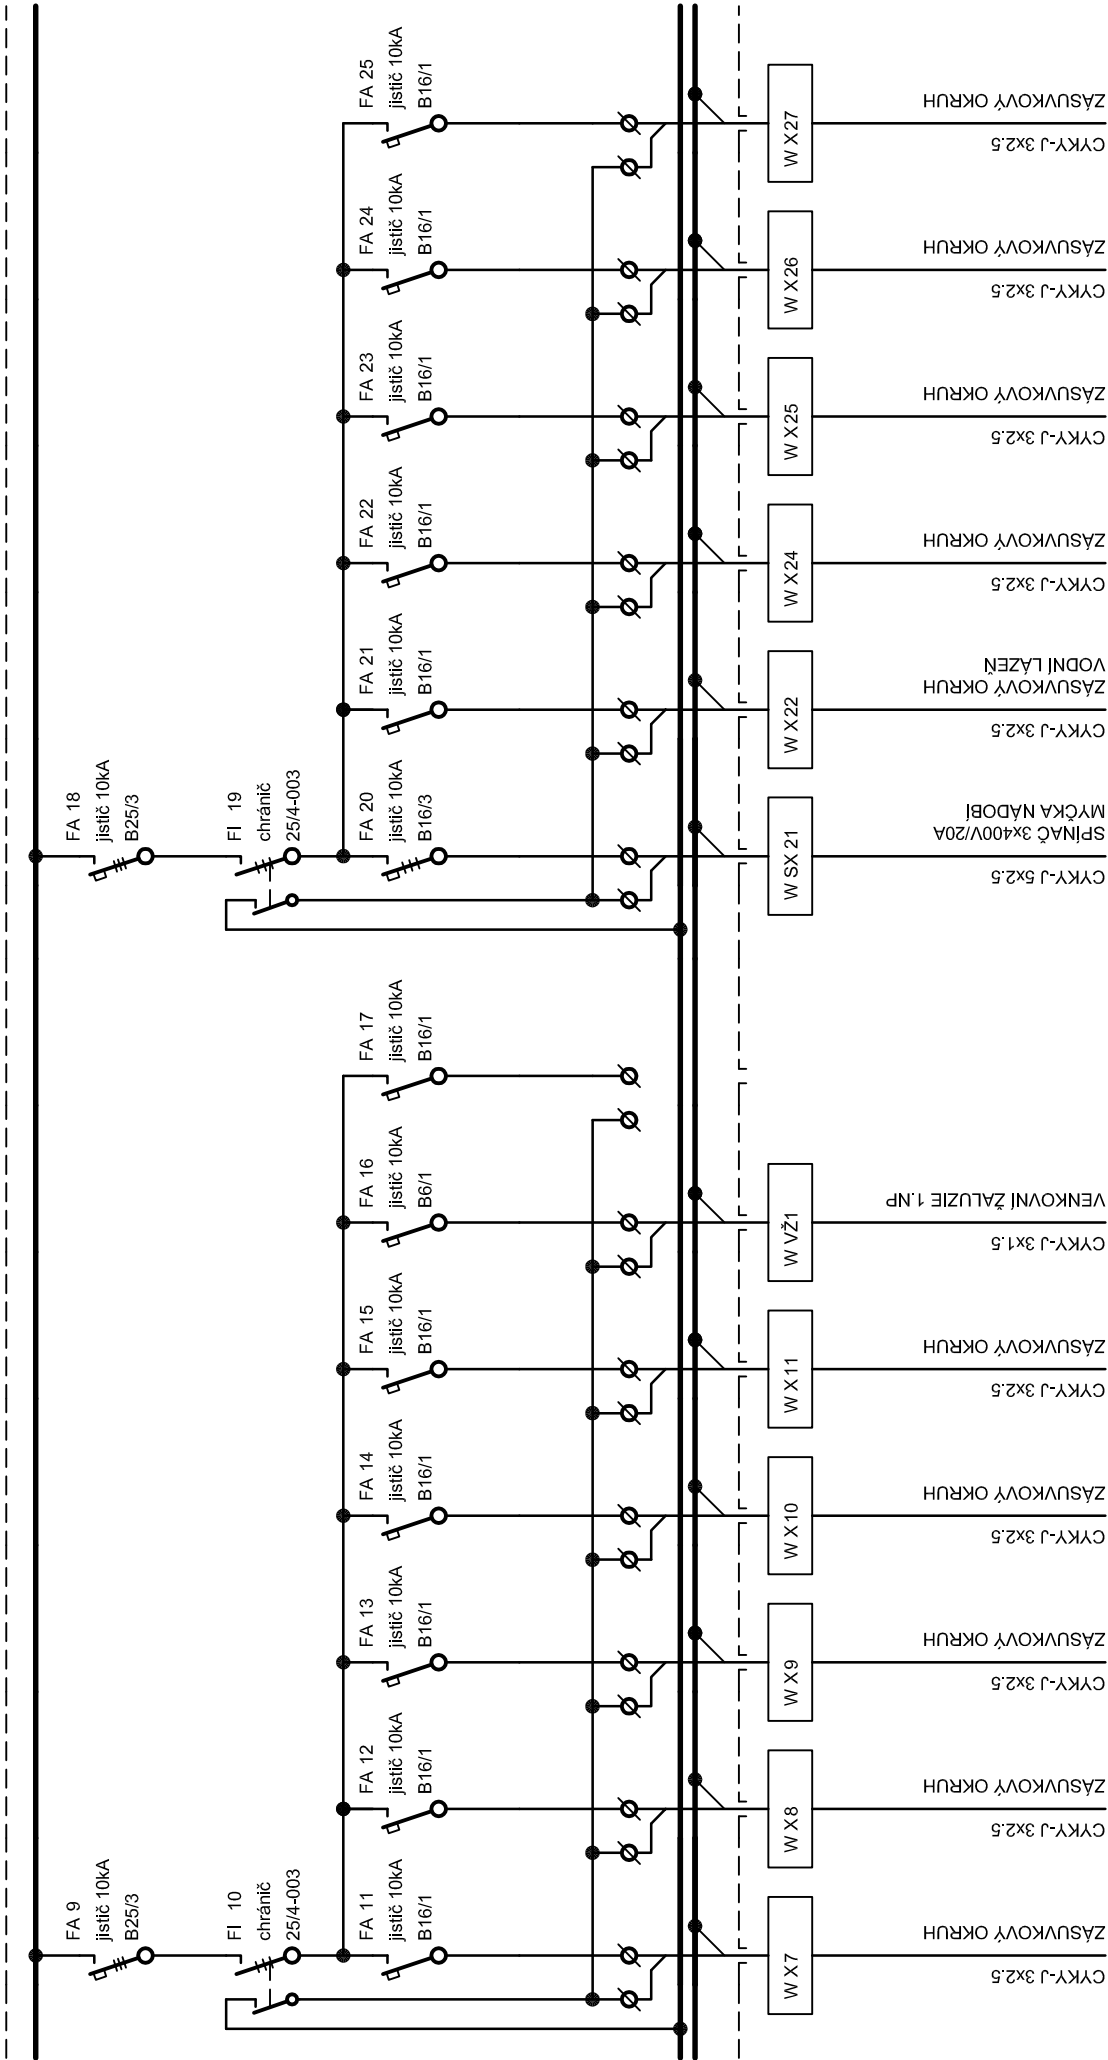 FA 25
jistič 10kA
B16/1
FA 24
jistič 10kA
B16/1
FA 23
jistič 10kA
B16/1
FA 22
jistič 10kA
B16/1
FA 21
jistič 10kA
B16/1
FA 18
jistič 10kA
B25/3
FI 19
chránič
25/4-003
FA 20
jistič 10kA
B16/3
FA 17
jistič 10kA
B16/1
FA 16
jistič 10kA
B6/1
FA 15
jistič 10kA
B16/1
FA 14
jistič 10kA
B16/1
FA 13
jistič 10kA
B16/1
FA 12
jistič 10kA
B16/1
FA 9
jistič 10kA
B25/3
FI 10
chránič
25/4-003
FA 11
jistič 10kA
B16/1
W X27
ZÁSUVKOVÝ OKRUH
CYKY-J 3x2.5
W X26
ZÁSUVKOVÝ OKRUH
CYKY-J 3x2.5
W X25
ZÁSUVKOVÝ OKRUH
CYKY-J 3x2.5
W X24
ZÁSUVKOVÝ OKRUH
CYKY-J 3x2.5
W X22
VODNÍ LÁZEŇ
ZÁSUVKOVÝ OKRUH
CYKY-J 3x2.5
W SX 21
MYČKA NÁDOBÍ
SPÍNAČ 3x400V/20A
CYKY-J 5x2.5
W VŽ1
VENKOVNÍ ŽALUZIE 1.NP
CYKY-J 3x1.5
W X11
ZÁSUVKOVÝ OKRUH
CYKY-J 3x2.5
W X10
ZÁSUVKOVÝ OKRUH
CYKY-J 3x2.5
W X9
ZÁSUVKOVÝ OKRUH
CYKY-J 3x2.5
W X8
ZÁSUVKOVÝ OKRUH
CYKY-J 3x2.5
W X7
ZÁSUVKOVÝ OKRUH
CYKY-J 3x2.5